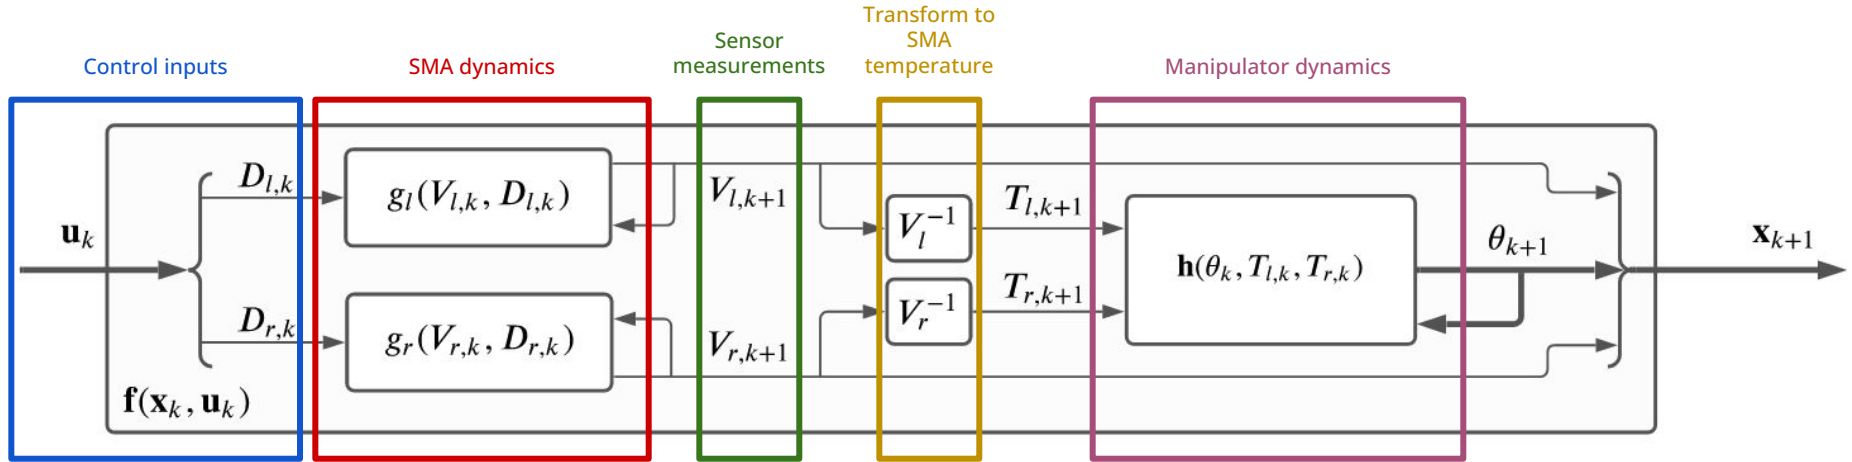 Control inputs
SMA dynamics
Sensor
measurements
Transform to
SMA
temperature
Manipulator dynamics
u_k
D_{l,k}
D_{r,k}
f(x_k, u_k)
g_l(V_{l,k}, D_{l,k})
g_r(V_{r,k}, D_{r,k})
V_{l,k+1}
V_{r,k+1}
V_l^{-1}
V_r^{-1}
T_{l,k+1}
T_{r,k+1}
h(θ_k, T_{l,k}, T_{r,k})
θ_{k+1}
x_{k+1}